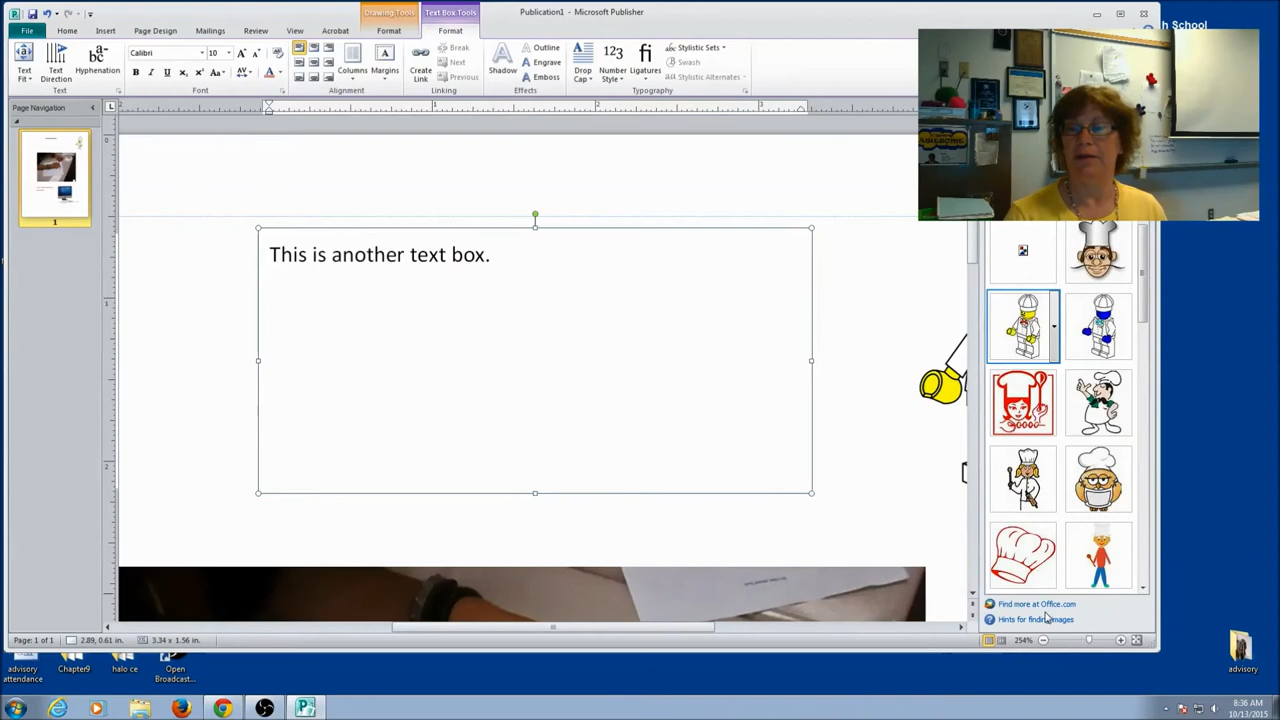 Drawing Tools
Text Box Tools
Publication1 - Microsoft Publisher
File
Home
Insert
Page Design
Mailings
Review
View
Acrobat
Format
Format
Text Fit
Text Direction
Hyphenation
Text
Calibri
10
Font
Columns
Margins
Alignment
Create Link
Break
Next
Previous
Linking
Shadow
Outline
Engrave
Emboss
Effects
Drop Cap
Number Style
Ligatures
Stylistic Sets
Swash
Stylistic Alternates
Typography
Page Navigation
1
This is another text box.
AWESOME
h School
Find more at Office.com
Hints for finding images
Page: 1 of 1
2.89, 0.61 in.
3.34 x 1.56 in.
254%
advisory attendance
Chapter9
halo ce
Open Broadcast...
advisory
8:36 AM
10/13/2015